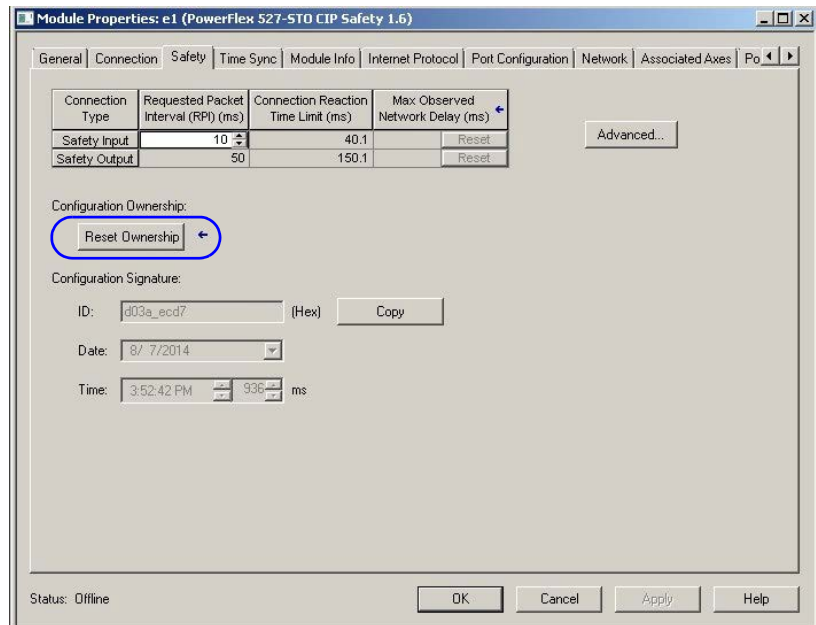 Module Properties: e1 (PowerFlex 527-STO CIP Safety 1.6)
General Connection Safety Time Sync Module Info Internet Protocol Port Configuration Network Associated Axes Po
Connection Type Requested Packet Interval (RPI) (ms) Connection Reaction Time Limit (ms) Max Observed Network Delay (ms)
Safety Input 10 40.1 Reset
Safety Output 50 150.1 Reset
Advanced...
Configuration Ownership:
Reset Ownership
Configuration Signature:
ID: d03a_ecd7 (Hex) Copy
Date: 8/ 7/2014
Time: 3:52:42 PM 936 ms
Status: Offline OK Cancel Apply Help